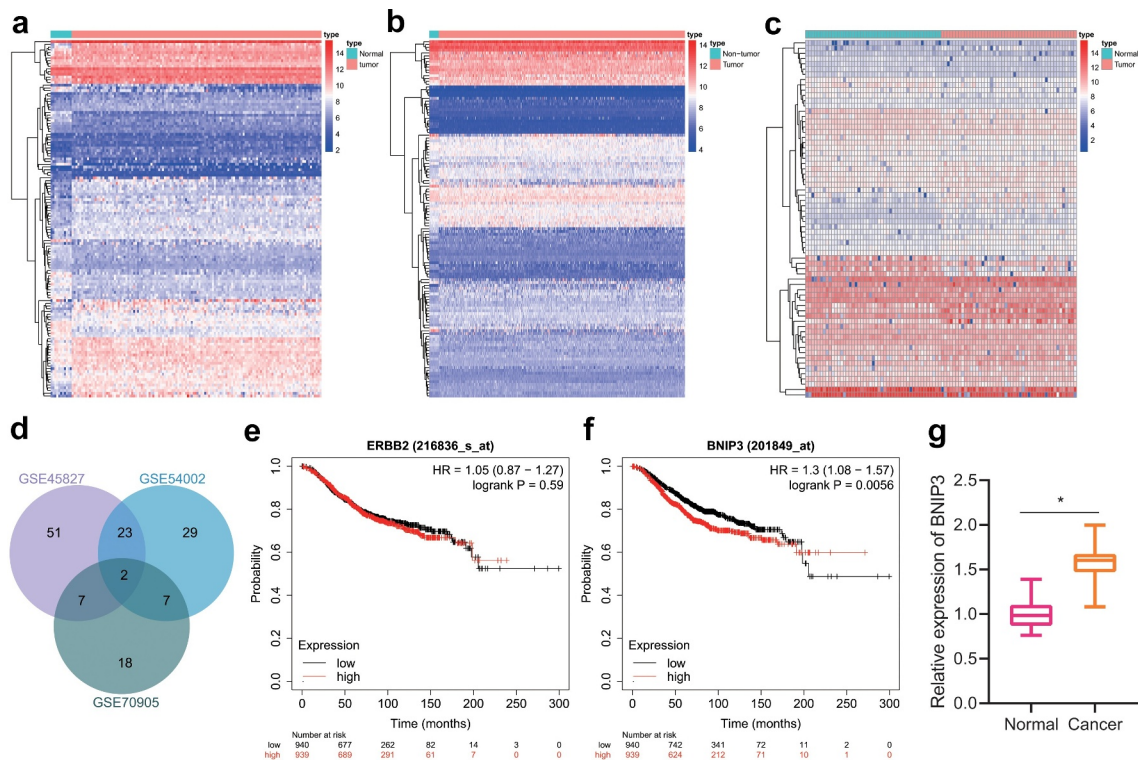 a
type
type
Normal
tumor
14
12
10
8
6
4
2
b
type
type
Non-tumor
Tumor
14
12
10
8
6
4
c
type
type
Normal
Tumor
14
12
10
8
6
4
2
d
GSE45827
GSE54002
51
23
29
2
7
7
18
GSE70905
e
ERBB2 (216836_s_at)
HR = 1.05 (0.87 − 1.27)
logrank P = 0.59
Probability
1.0
0.8
0.6
0.4
0.2
0.0
Expression
low
high
0 50 100 150 200 250 300
Time (months)
Number at risk
low 940 677 262 82 14 3 0
high 939 689 291 61 7 0 0
f
BNIP3 (201849_at)
HR = 1.3 (1.08 − 1.57)
logrank P = 0.0056
Probability
1.0
0.8
0.6
0.4
0.2
0.0
Expression
low
high
0 50 100 150 200 250 300
Time (months)
Number at risk
low 940 742 341 72 11 2 0
high 939 624 212 71 10 1 0
g
Relative expression of BNIP3
2.5
2.0
1.5
1.0
0.5
0.0
*
Normal Cancer